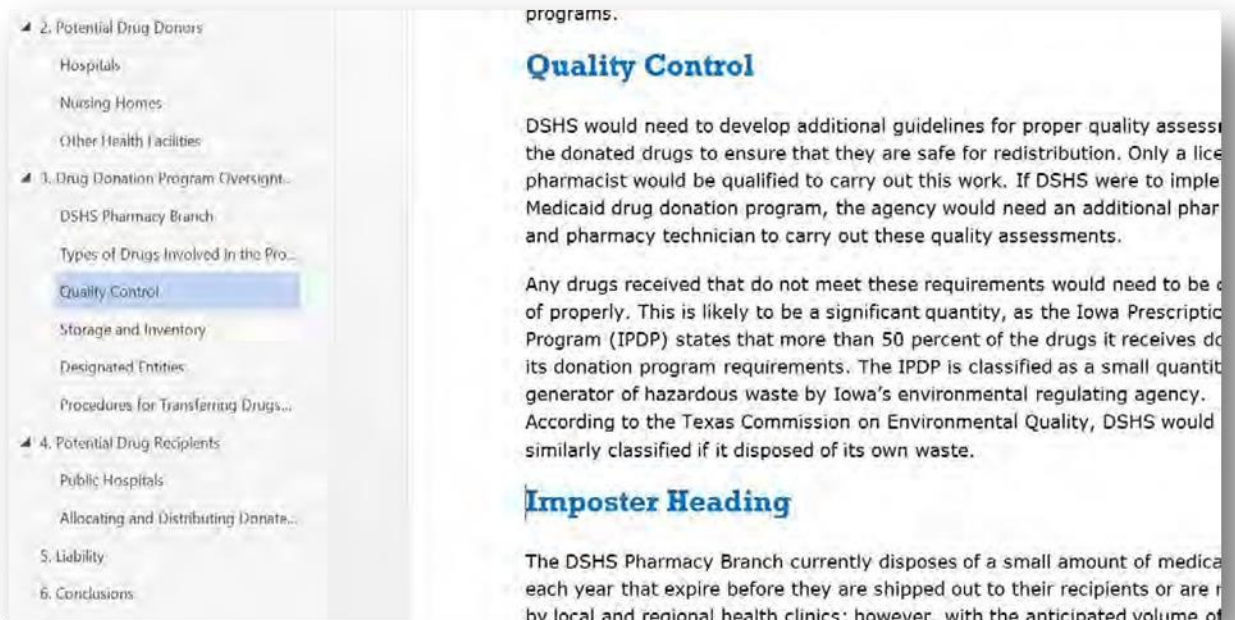 2. Potential Drug Donors
Hospitals
Nursing Homes
Other Health Facilities
3. Drug Donation Program Oversight...
DSHS Pharmacy Branch
Types of Drugs Involved in the Pro...
Quality Control
Storage and Inventory
Designated Entities
Procedures for Transferring Drugs...
4. Potential Drug Recipients
Public Hospitals
Allocating and Distributing Donate...
5. Liability
6. Conclusions
programs.
Quality Control
DSHS would need to develop additional guidelines for proper quality assess
the donated drugs to ensure that they are safe for redistribution. Only a lice
pharmacist would be qualified to carry out this work. If DSHS were to imple
Medicaid drug donation program, the agency would need an additional phar
and pharmacy technician to carry out these quality assessments.
Any drugs received that do not meet these requirements would need to be
of properly. This is likely to be a significant quantity, as the Iowa Prescriptic
Program (IPDP) states that more than 50 percent of the drugs it receives do
its donation program requirements. The IPDP is classified as a small quantit
generator of hazardous waste by Iowa's environmental regulating agency.
According to the Texas Commission on Environmental Quality, DSHS would
similarly classified if it disposed of its own waste.
Imposter Heading
The DSHS Pharmacy Branch currently disposes of a small amount of medica
each year that expire before they are shipped out to their recipients or are
by local and regional health clinics; however, with the anticipated volume of